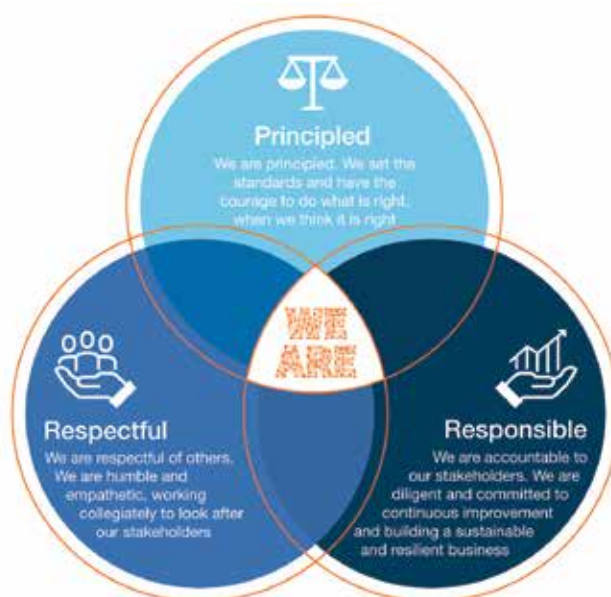 Principled
We are principled. We set the
standards and have the
courage to do what is right,
when we think it is right
WE
ARE
Respectful
We are respectful of others.
We are humble and
empathetic, working
collegiately to look after
our stakeholders
Responsible
We are accountable to
our stakeholders. We are
diligent and committed to
continuous improvement
and building a sustainable
and resilient business